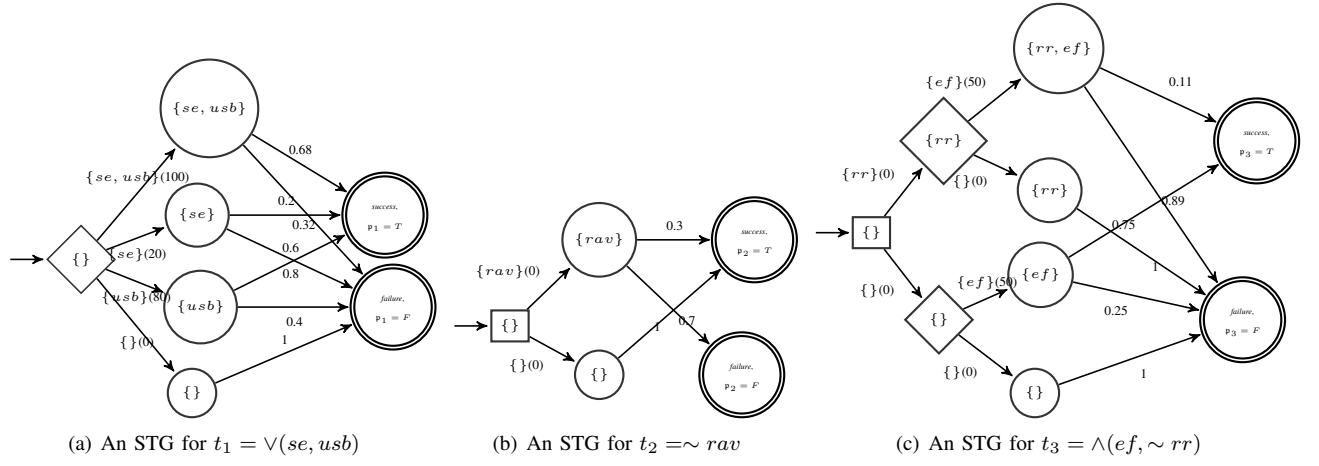 {se, usb}
0.68
{se, usb}(100)
{se}
0.2
success,
p₁ = T
0.32
{}
{se}(20)
0.6
0.8
{usb}(80)
{usb}
failure,
p₁ = F
0.4
{}(0)
1
{}
(a) An STG for t₁ = ∨(se, usb)
{rav}
0.3
success,
p₂ = T
{rav}(0)
{}
1
0.7
{}(0)
{}
failure,
p₂ = F
(b) An STG for t₂ =∼ rav
{rr, ef}
{ef}(50)
0.11
{rr}
success,
p₃ = T
{rr}(0)
{}(0)
{rr}
0.89
{}
0.75
1
{}(0)
{ef}(50)
{ef}
0.25
{}
failure,
p₃ = F
{}(0)
1
{}
(c) An STG for t₃ = ∧(ef, ∼ rr)